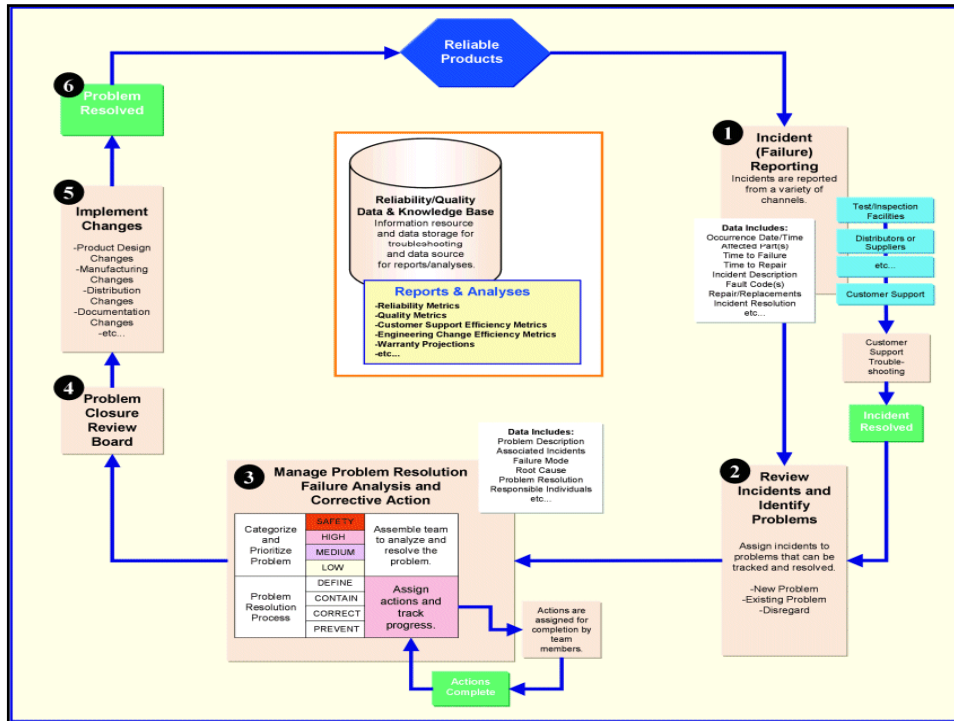 Reliable
Products
1
Incident
(Failure)
Reporting
Incidents are reported
from a variety of
channels.
Data Includes:
Occurrence Date/Time
Affected Part(s)
Time to Failure
Time to Repair
Incident Description
Fault Code(s)
Repair/Replacements
Incident Resolution
etc...
Test/Inspection
Facilities
Distributors or
Suppliers
etc...
Customer Support
Customer
Support
Trouble-
shooting
Incident
Resolved
2
Review
Incidents and
Identify
Problems
Assign incidents to
problems that can be
tracked and resolved.
-New Problem
-Existing Problem
-Disregard
Data Includes:
Problem Description
Associated Incidents
Failure Mode
Root Cause
Problem Resolution
Responsible Individuals
etc...
3
Manage Problem Resolution
Failure Analysis and
Corrective Action
Categorize
and
Prioritize
Problem
SAFETY
HIGH
MEDIUM
LOW
Assemble team
to analyze and
resolve the
problem.
Problem
Resolution
Process
DEFINE
CONTAIN
CORRECT
PREVENT
Assign
actions and
track
progress.
Actions are
assigned for
completion by
team
members.
Actions
Complete
4
Problem
Closure
Review
Board
5
Implement
Changes
-Product Design
Changes
-Manufacturing
Changes
-Distribution
Changes
-Documentation
Changes
-etc...
6
Problem
Resolved
Reliability/Quality
Data & Knowledge Base
Information resource
and data storage for
troubleshooting
and data source
for reports/analyses.
Reports & Analyses
-Reliability Metrics
-Quality Metrics
-Customer Support Efficiency Metrics
-Engineering Change Efficiency Metrics
-Warranty Projections
-etc...